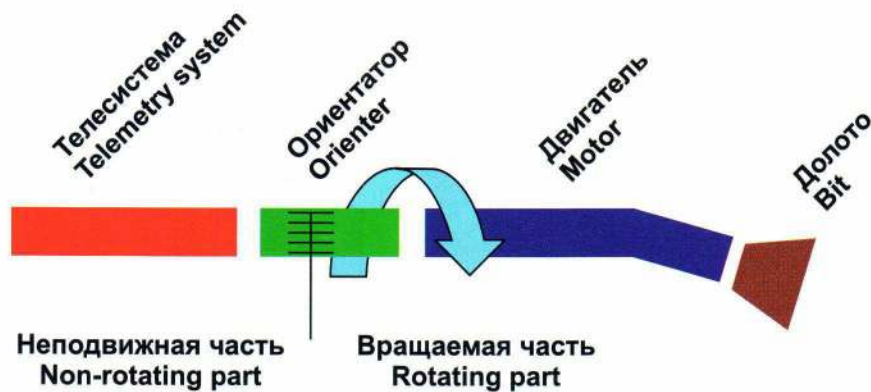 Телесистема
Telemetry system
Ориентатор
Orienter
Двигатель
Motor
Долото
Bit
Неподвижная часть
Non-rotating part
Вращаемая часть
Rotating part